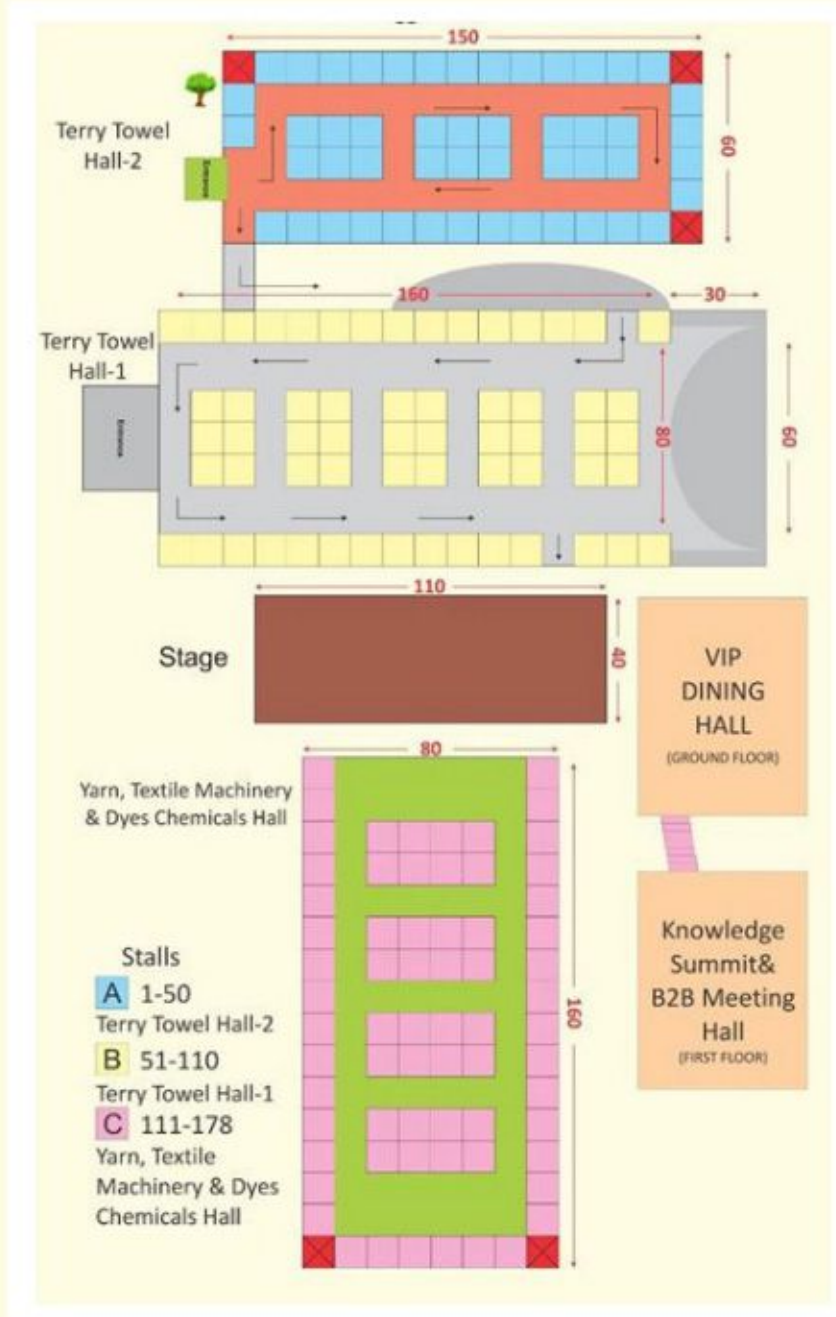 150
60
Terry Towel
Hall-2
Entrance
160
30
Terry Towel
Hall-1
Entrance
80
60
110
Stage
40
VIP
DINING
HALL
(GROUND FLOOR)
80
Yarn, Textile Machinery
& Dyes Chemicals Hall
160
Knowledge
Summit&
B2B Meeting
Hall
(FIRST FLOOR)
Stalls
A 1-50
Terry Towel Hall-2
B 51-110
Terry Towel Hall-1
C 111-178
Yarn, Textile
Machinery & Dyes
Chemicals Hall